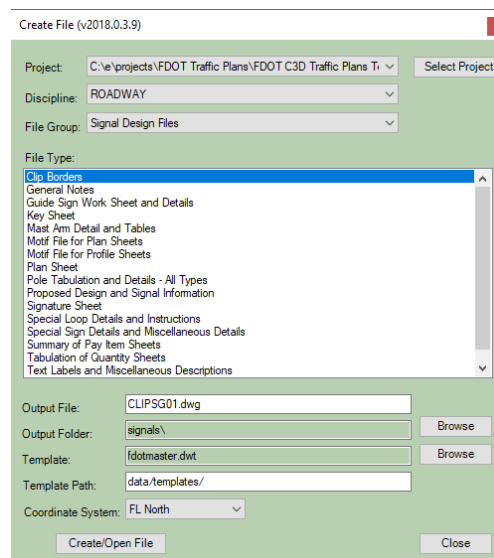 Create File (v2018.0.3.9)
Project: C:\e\projects\FDOT Traffic Plans\FDOT C3D Traffic Plans Select Project
Discipline: ROADWAY
File Group: Signal Design Files
File Type:
Clip Borders
General Notes
Guide Sign Work Sheet and Details
Key Sheet
Mast Arm Detail and Tables
Motif File for Plan Sheets
Motif File for Profile Sheets
Plan Sheet
Pole Tabulation and Details - All Types
Proposed Design and Signal Information
Signature Sheet
Special Loop Details and Instructions
Special Sign Details and Miscellaneous Details
Summary of Pay Item Sheets
Tabulation of Quantity Sheets
Text Labels and Miscellaneous Descriptions
Output File: CLIPSG01.dwg
Output Folder: signals\ Browse
Template: fdotmaster.dwt Browse
Template Path: data/templates/
Coordinate System: FL North
Create/Open File Close